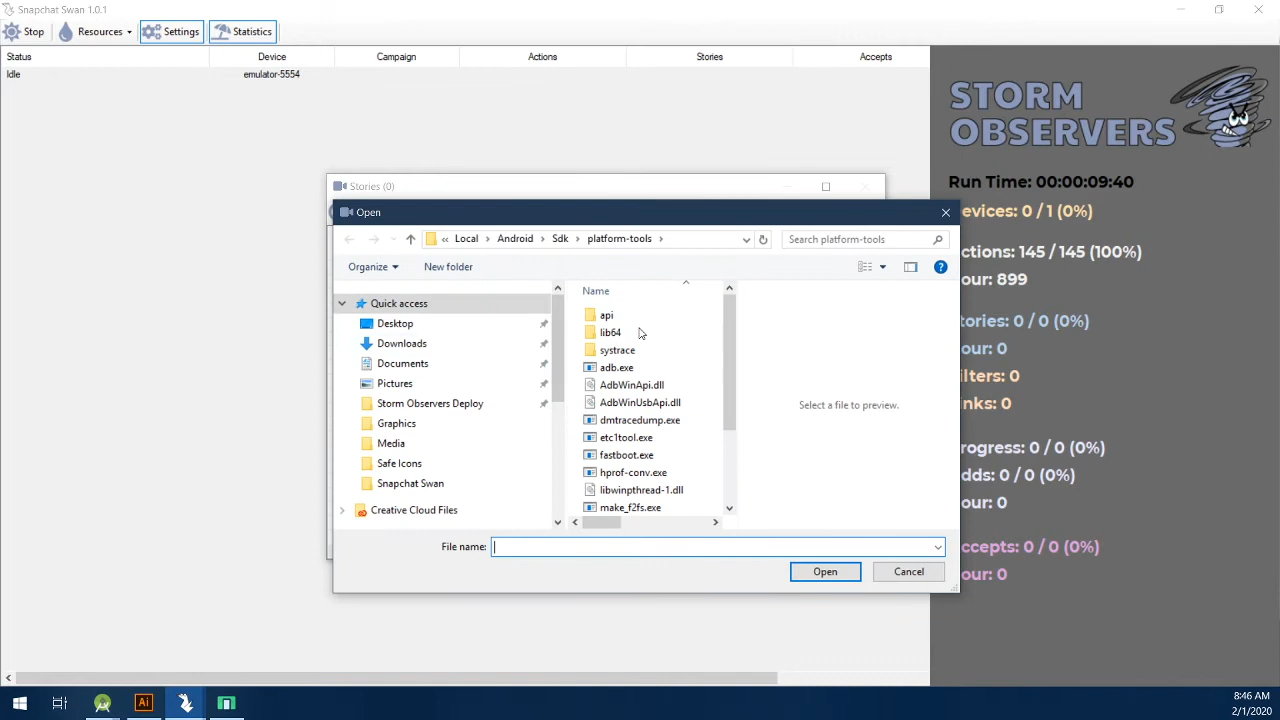 Snapchat Swan 1.0.1
Stop Resources Settings Statistics
Status Device Campaign Actions Stories Accepts
Idle emulator-5554
STORM
OBSERVERS
Run Time: 00:00:09:40
evices: 0 / 1 (0%)
ctions: 145 / 145 (100%)
our: 899
tories: 0 / 0 (0%)
our: 0
ilters: 0
inks: 0
rogress: 0 / 0 (0%)
dds: 0 / 0 (0%)
our: 0
ccepts: 0 / 0 (0%)
our: 0
Stories (0)
Open
« Local > Android > Sdk > platform-tools >
Search platform-tools
Organize New folder
Quick access
Desktop
Downloads
Documents
Pictures
Storm Observers Deploy
Graphics
Media
Safe Icons
Snapchat Swan
Creative Cloud Files
Name
api
lib64
systrace
adb.exe
AdbWinApi.dll
AdbWinUsbApi.dll
dmtracedump.exe
etc1tool.exe
fastboot.exe
hprof-conv.exe
libwinpthread-1.dll
make_f2fs.exe
Select a file to preview.
File name:
Open Cancel
Ai
8:46 AM
2/1/2020